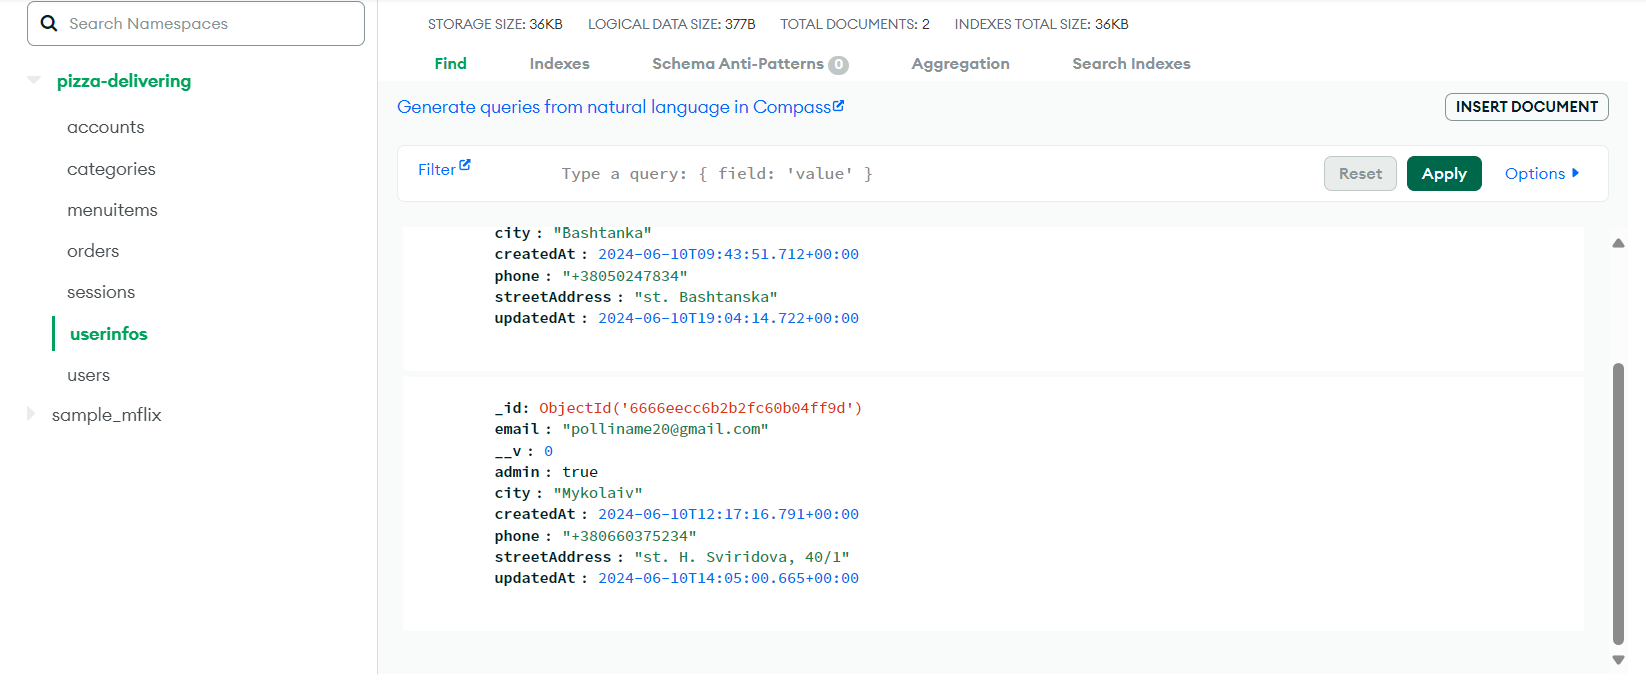 Search Namespaces
pizza-delivering
accounts
categories
menuitems
orders
sessions
userinfos
users
sample_mflix
STORAGE SIZE: 36KB LOGICAL DATA SIZE: 377B TOTAL DOCUMENTS: 2 INDEXES TOTAL SIZE: 36KB
Find Indexes Schema Anti-Patterns 0 Aggregation Search Indexes
Generate queries from natural language in Compass
INSERT DOCUMENT
Filter Type a query: { field: 'value' } Reset Apply Options
city : "Bashtanka"
createdAt : 2024-06-10T09:43:51.712+00:00
phone : "+38050247834"
streetAddress : "st. Bashtanska"
updatedAt : 2024-06-10T19:04:14.722+00:00
_id: ObjectId('6666eecc6b2b2fc60b04ff9d')
email : "polliname20@gmail.com"
__v : 0
admin : true
city : "Mykolaiv"
createdAt : 2024-06-10T12:17:16.791+00:00
phone : "+380660375234"
streetAddress : "st. H. Sviridova, 40/1"
updatedAt : 2024-06-10T14:05:00.665+00:00